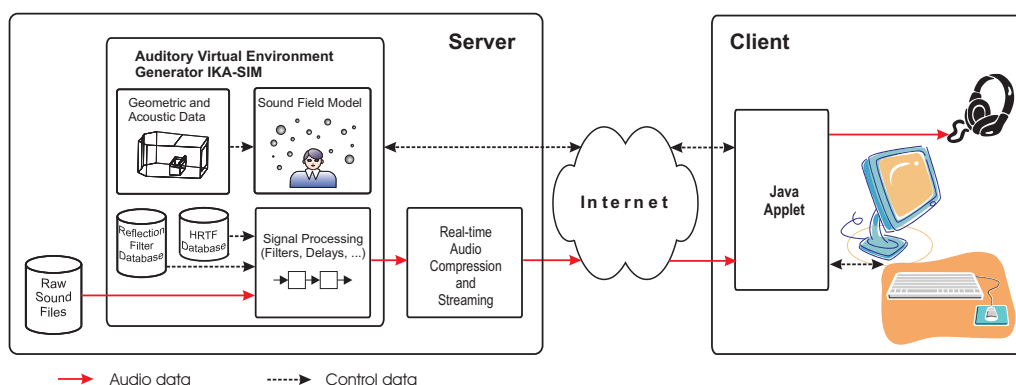 Server
Client
Auditory Virtual Environment
Generator IKA-SIM
Geometric and
Acoustic Data
Sound Field Model
Java
Applet
Internet
Reflection
Filter
Database
HRTF
Database
Signal Processing
(Filters, Delays, ...)
Real-time
Audio
Compression
and
Streaming
Raw
Sound
Files
Audio data
Control data